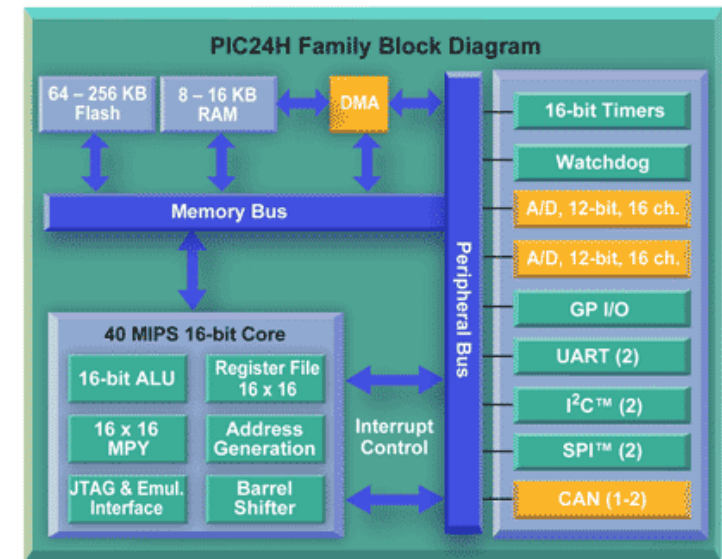 PIC24H Family Block Diagram
64 – 256 KB
Flash
8 – 16 KB
RAM
DMA
Memory Bus
40 MIPS 16-bit Core
16-bit ALU
Register File
16 x 16
16 x 16
MPY
Address
Generation
JTAG & Emul.
Interface
Barrel
Shifter
Interrupt
Control
Peripheral Bus
16-bit Timers
Watchdog
A/D, 12-bit, 16 ch.
A/D, 12-bit, 16 ch.
GP I/O
UART (2)
I²C™ (2)
SPI™ (2)
CAN (1-2)